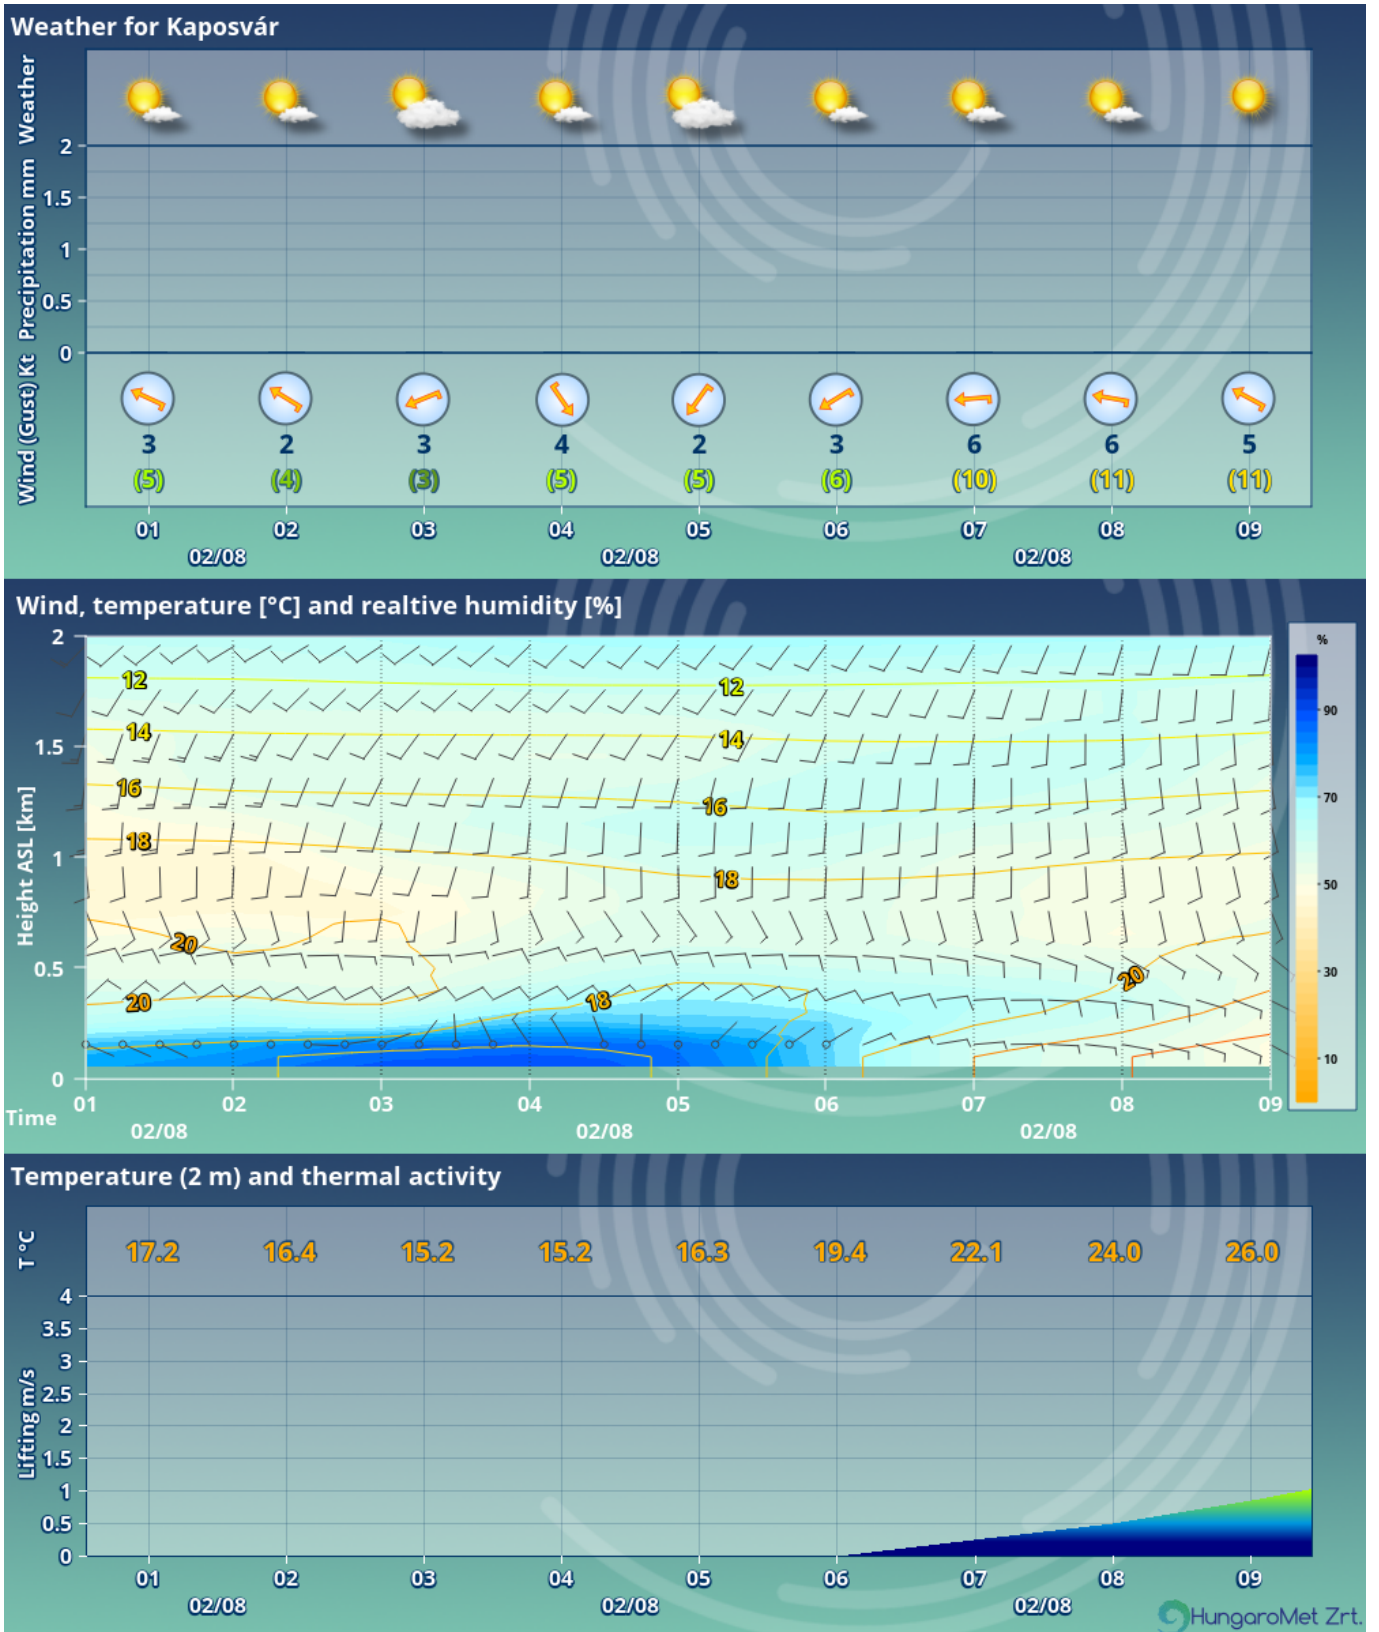 Weather for Kaposvár
Weather
Precipitation mm
Wind (Gust) Kt
2
1.5
1
0.5
0
3 2 3 4 2 3 6 6 5
(5) (4) (3) (5) (5) (6) (10) (11) (11)
01 02 03 04 05 06 07 08 09
02/08 02/08 02/08
Wind, temperature [°C] and realtive humidity [%]
Height ASL [km]
2
1.5
1
0.5
0
12 12
14 14
16 16
18 18
20
20
20 18
%
90
70
50
30
10
01 02 03 04 05 06 07 08 09
Time
02/08 02/08 02/08
Temperature (2 m) and thermal activity
T °C
17.2 16.4 15.2 15.2 16.3 19.4 22.1 24.0 26.0
Lifting m/s
4
3.5
3
2.5
2
1.5
1
0.5
0
01 02 03 04 05 06 07 08 09
02/08 02/08 02/08
HungaroMet Zrt.